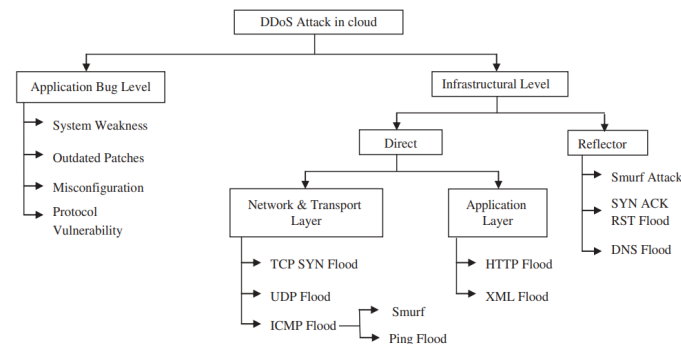 DDoS Attack in cloud
Application Bug Level
Infrastructural Level
System Weakness
Outdated Patches
Misconfiguration
Protocol
Vulnerability
Direct
Reflector
Network & Transport
Layer
Application
Layer
Smurf Attack
SYN ACK
RST Flood
DNS Flood
TCP SYN Flood
UDP Flood
ICMP Flood
Smurf
Ping Flood
HTTP Flood
XML Flood